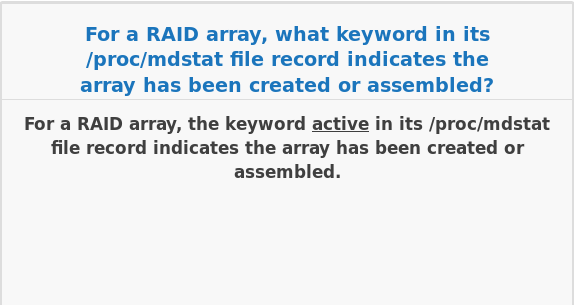 For a RAID array, what keyword in its
/proc/mdstat file record indicates the
array has been created or assembled?
For a RAID array, the keyword active in its /proc/mdstat
file record indicates the array has been created or
assembled.